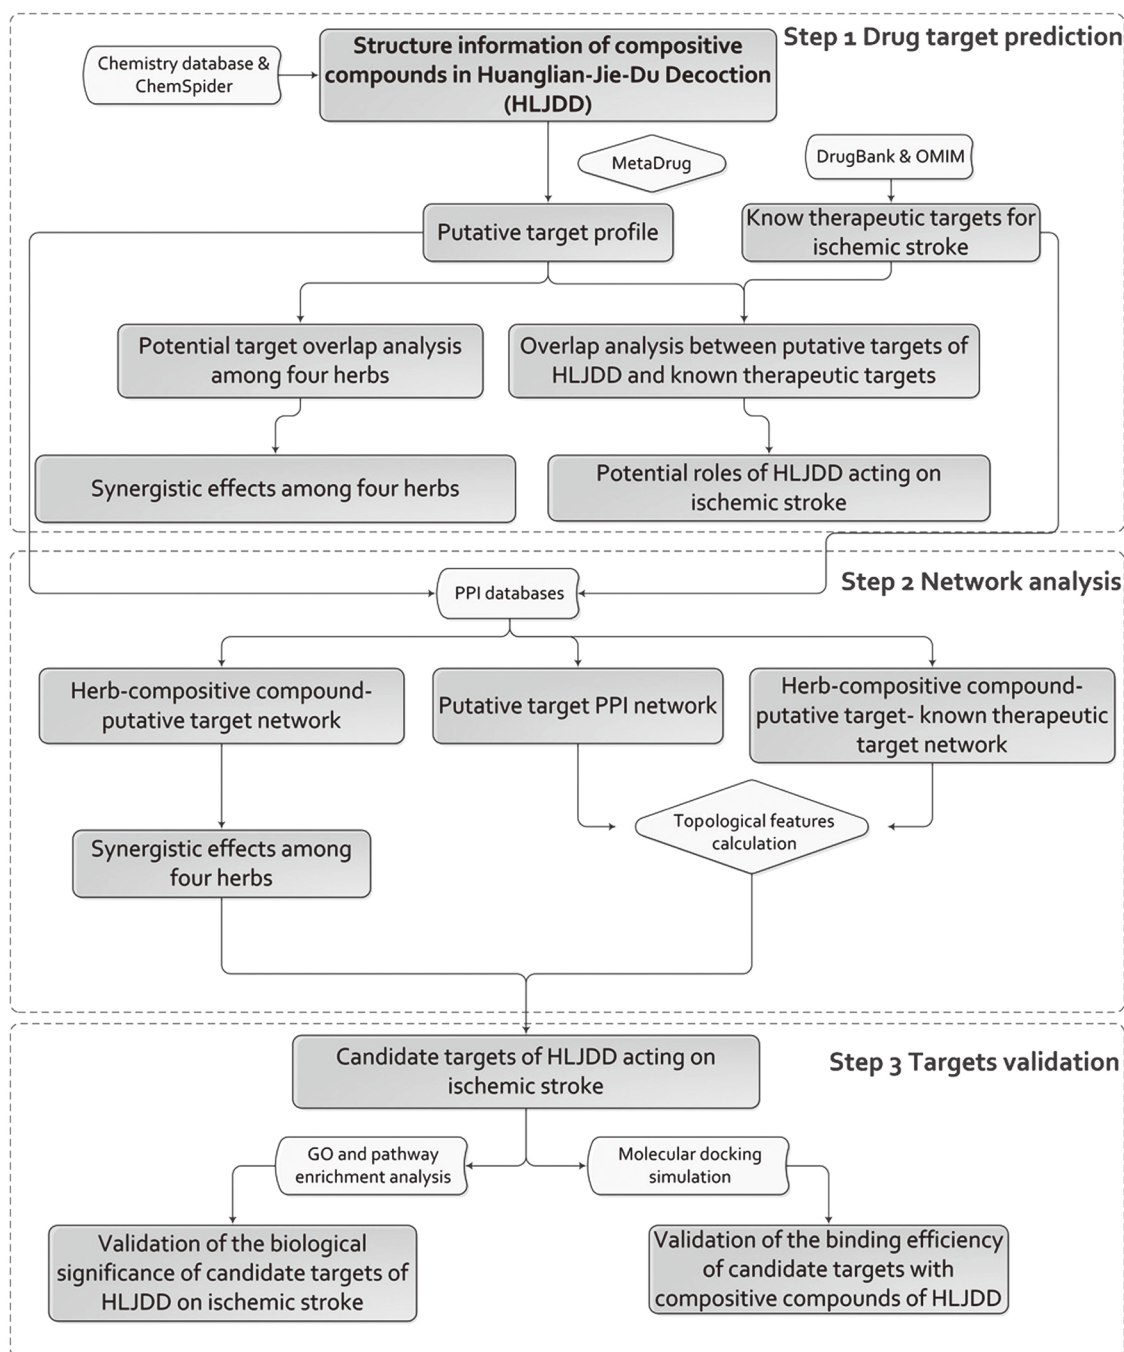 Step 1 Drug target prediction
Chemistry database &
ChemSpider
Structure information of compositive
compounds in Huanglian-Jie-Du Decoction
(HLJDD)
MetaDrug
DrugBank & OMIM
Putative target profile
Know therapeutic targets for
ischemic stroke
Potential target overlap analysis
among four herbs
Overlap analysis between putative targets of
HLJDD and known therapeutic targets
Synergistic effects among four herbs
Potential roles of HLJDD acting on
ischemic stroke
Step 2 Network analysis
PPI databases
Herb-compositive compound-
putative target network
Putative target PPI network
Herb-compositive compound-
putative target- known therapeutic
target network
Topological features
calculation
Synergistic effects among
four herbs
Step 3 Targets validation
Candidate targets of HLJDD acting on
ischemic stroke
GO and pathway
enrichment analysis
Molecular docking
simulation
Validation of the biological
significance of candidate targets of
HLJDD on ischemic stroke
Validation of the binding efficiency
of candidate targets with
compositive compounds of HLJDD